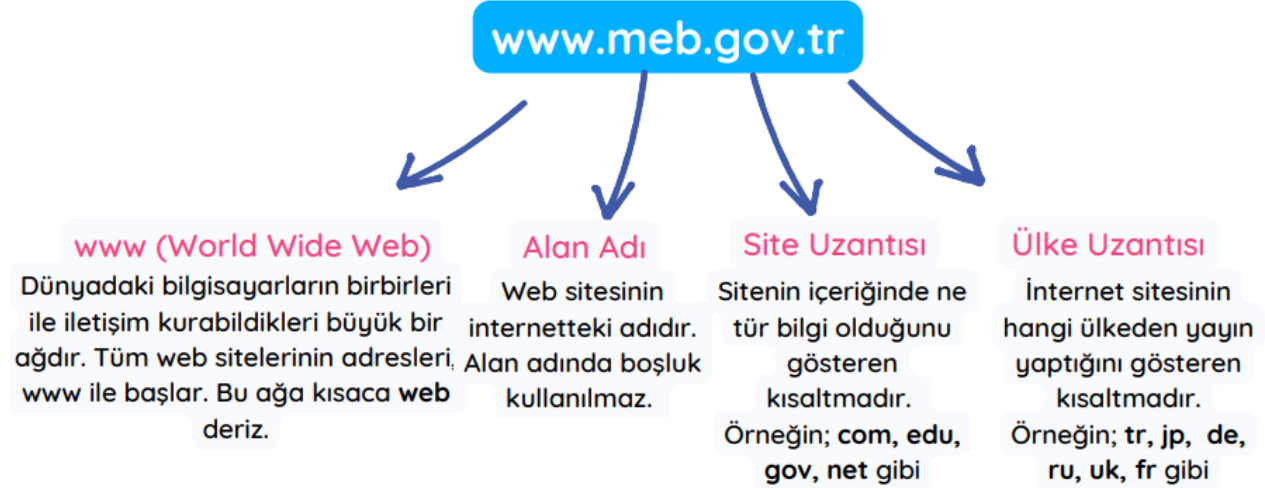 www.meb.gov.tr
www (World Wide Web)
Dünyadaki bilgisayarların birbirleri
ile iletişim kurabildikleri büyük bir
ağdır. Tüm web sitelerinin adresleri,
www ile başlar. Bu ağa kısaca web
deriz.
Alan Adı
Web sitesinin
internetteki adıdır.
Alan adında boşluk
kullanılmaz.
Site Uzantısı
Sitenin içeriğinde ne
tür bilgi olduğunu
gösteren
kısaltmadır.
Örneğin; com, edu,
gov, net gibi
Ülke Uzantısı
İnternet sitesinin
hangi ülkeden yayın
yaptığını gösteren
kısaltmadır.
Örneğin; tr, jp, de,
ru, uk, fr gibi